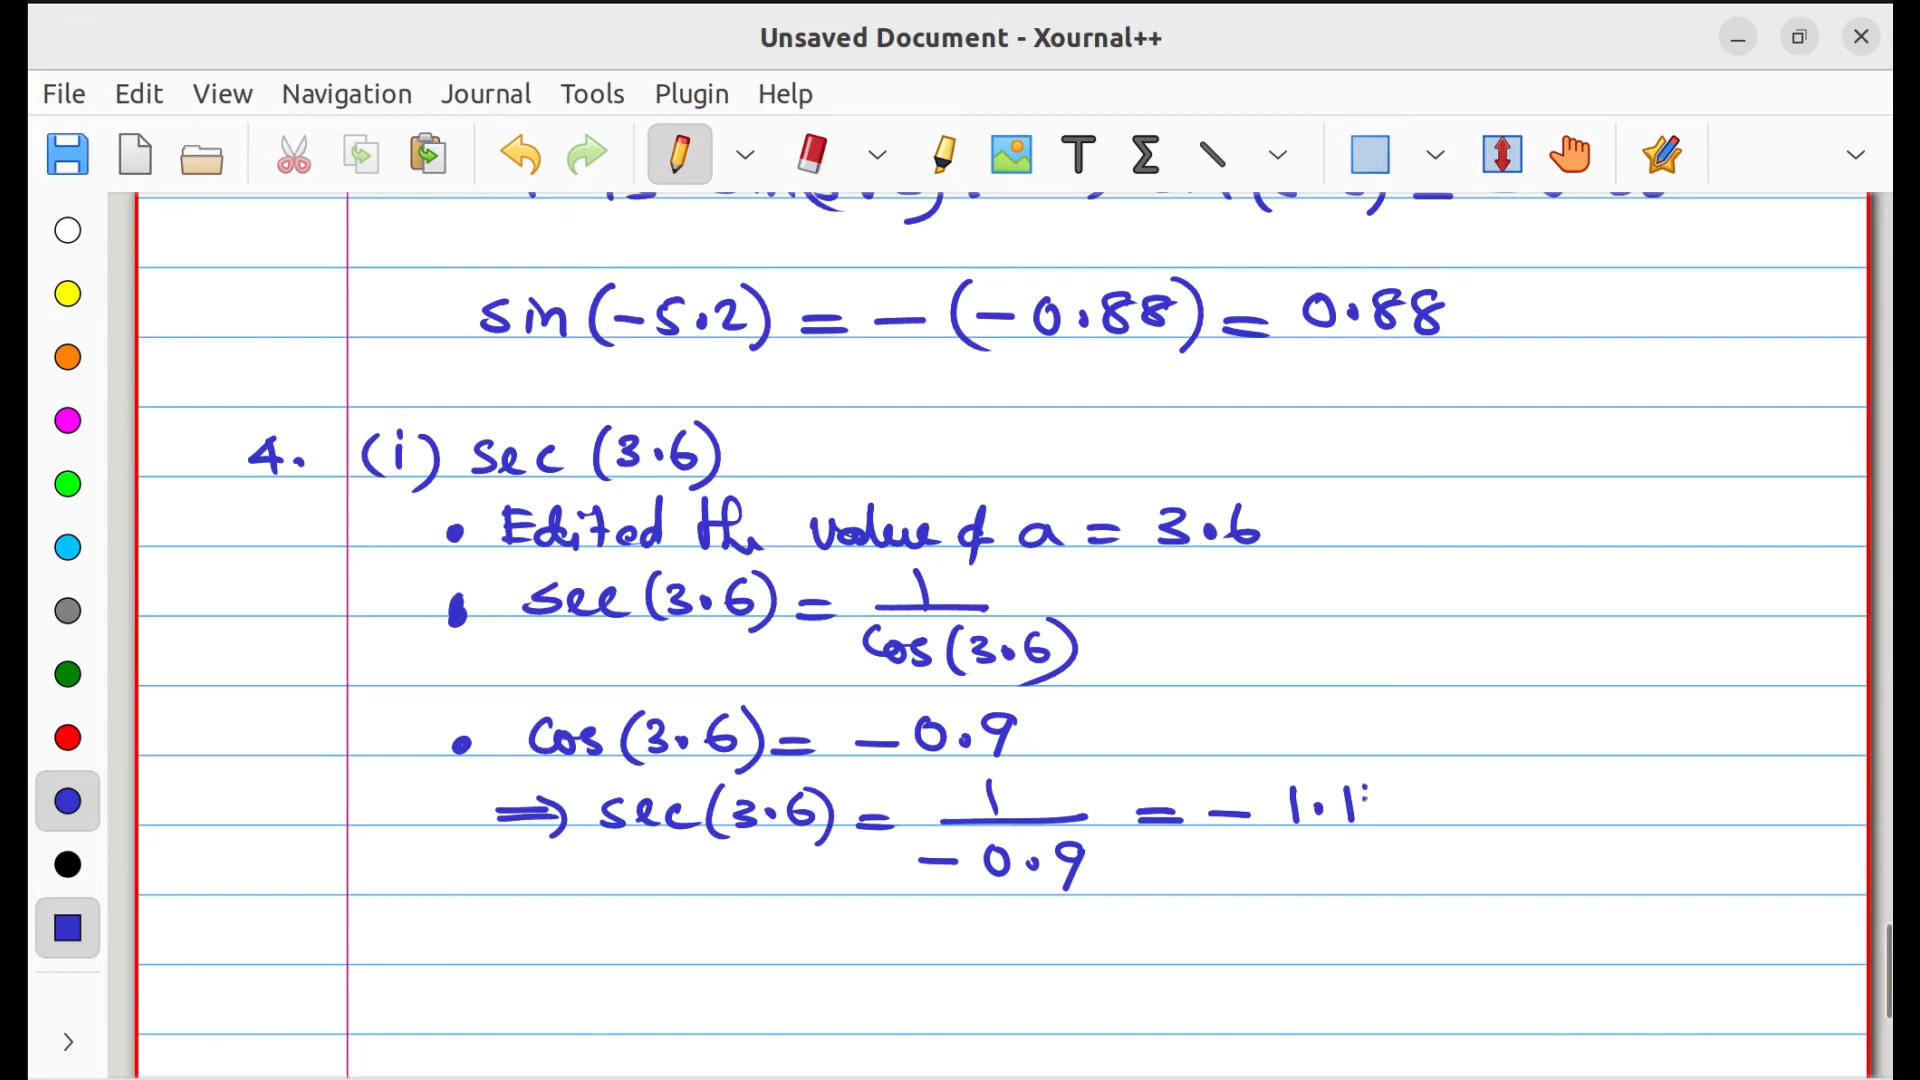 Unsaved Document - Xournal++
File Edit View Navigation Journal Tools Plugin Help
sin(-5.2) = -(-0.88) = 0.88
4. (i) sec (3.6)
• Edited the value of a = 3.6
• sec(3.6) = 1 / cos(3.6)
• cos(3.6) = - 0.9
⟹ sec(3.6) = 1 / - 0.9 = - 1.1